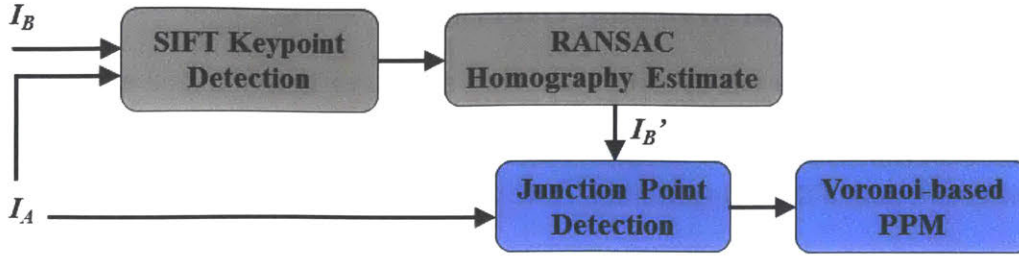 I_B
SIFT Keypoint
Detection
RANSAC
Homography Estimate
I_B'
I_A
Junction Point
Detection
Voronoi-based
PPM